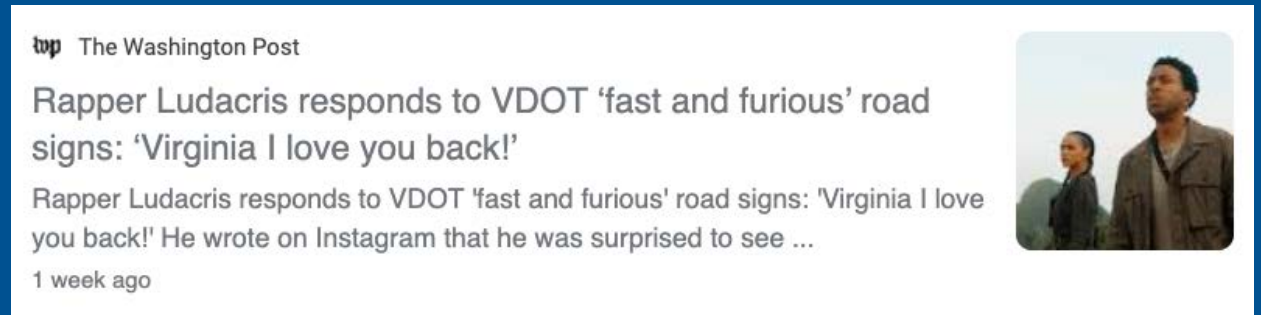 wp The Washington Post
Rapper Ludacris responds to VDOT ‘fast and furious’ road
signs: ‘Virginia I love you back!’
Rapper Ludacris responds to VDOT 'fast and furious' road signs: 'Virginia I love
you back!' He wrote on Instagram that he was surprised to see ...
1 week ago